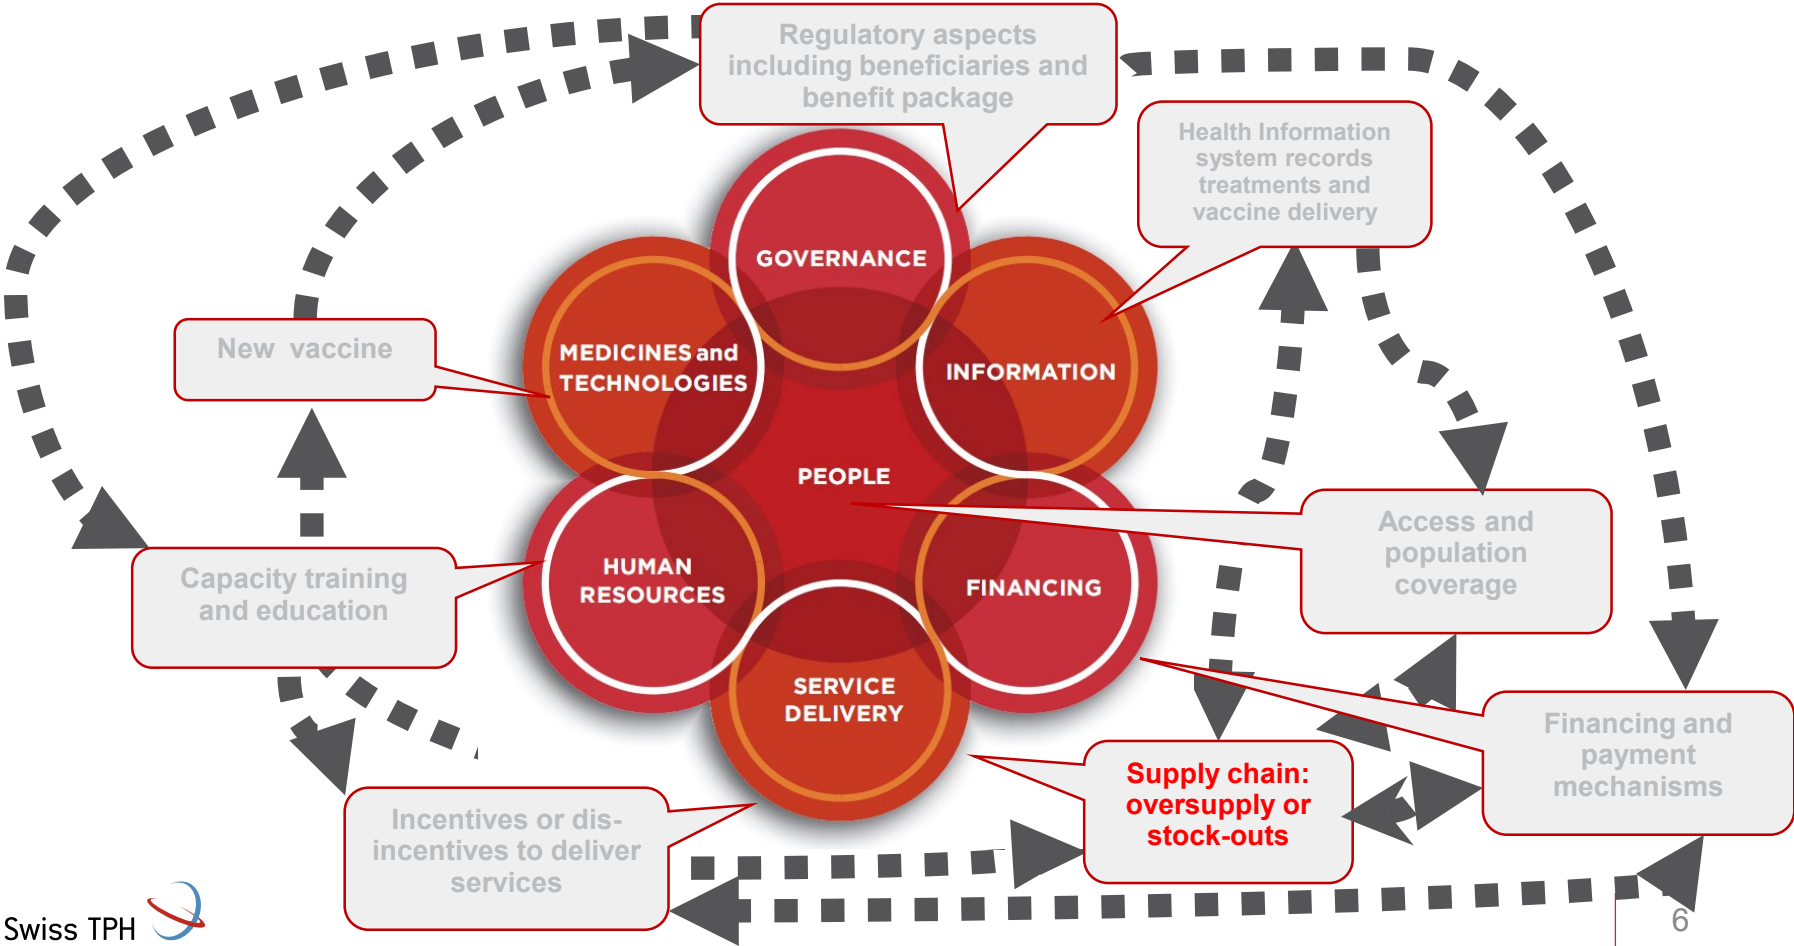 Regulatory aspects
including beneficiaries and
benefit package
Health Information
system records
treatments and
vaccine delivery
GOVERNANCE
New  vaccine
MEDICINES and
TECHNOLOGIES
INFORMATION
PEOPLE
Access and
population
coverage
Capacity training
and education
HUMAN
RESOURCES
FINANCING
SERVICE
DELIVERY
Financing and
payment
mechanisms
Supply chain:
oversupply or
stock-outs
Incentives or dis-
incentives to deliver
services
Swiss TPH
6